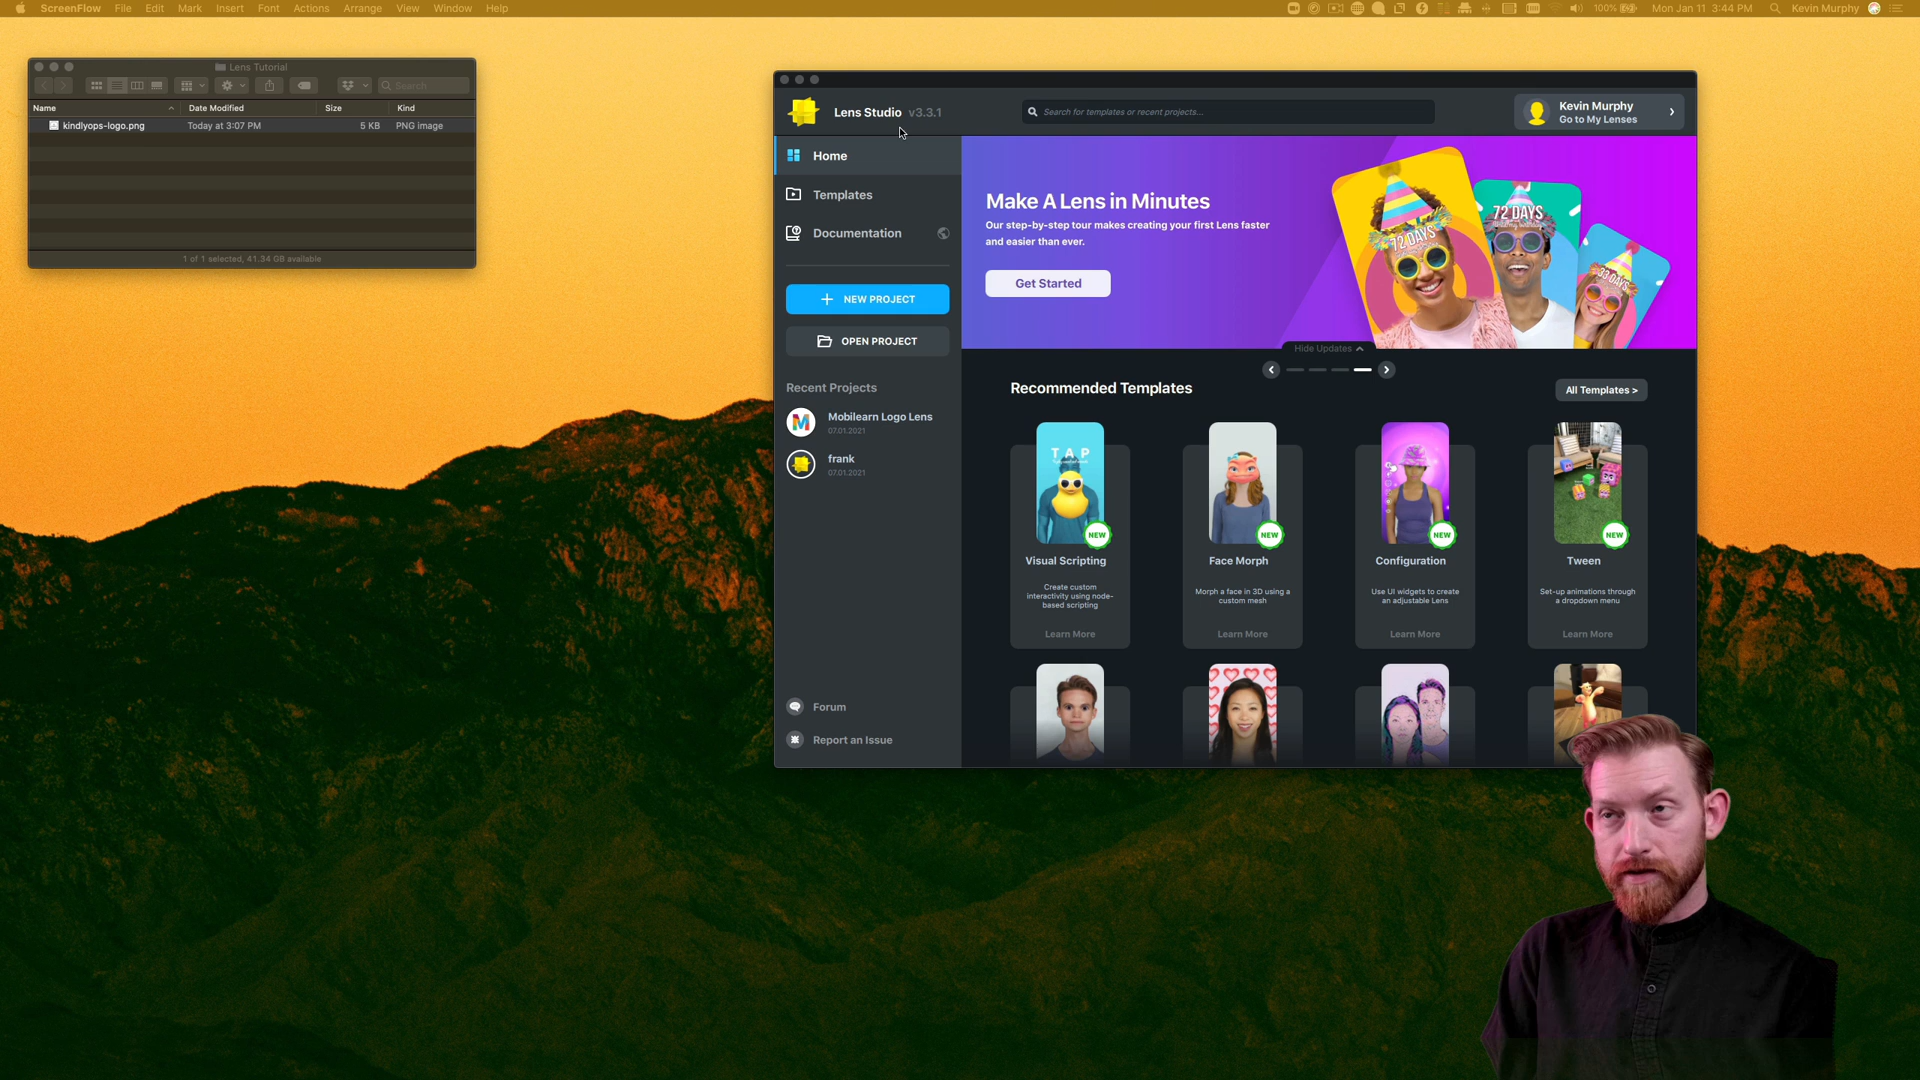 ScreenFlow File Edit Mark Insert Font Actions Arrange View Window Help
100% Mon Jan 11 3:44 PM Kevin Murphy
Lens Tutorial
Search
Name Date Modified Size Kind
kindlyops-logo.png Today at 3:07 PM 5 KB PNG image
1 of 1 selected, 41.34 GB available
Lens Studio v3.3.1
Search for templates or recent projects...
Kevin Murphy
Go to My Lenses
Home
Templates
Documentation
NEW PROJECT
OPEN PROJECT
Recent Projects
Mobilearn Logo Lens
07.01.2021
frank
07.01.2021
Forum
Report an Issue
Make A Lens in Minutes
Our step-by-step tour makes creating your first Lens faster
and easier than ever.
Get Started
72 DAYS
72 DAYS
33 DAYS
Hide Updates
Recommended Templates
All Templates >
TAP
NEW
Visual Scripting
Create custom
interactivity using node-
based scripting
Learn More
NEW
Face Morph
Morph a face in 3D using a
custom mesh
Learn More
NEW
Configuration
Use UI widgets to create
an adjustable Lens
Learn More
NEW
Tween
Set-up animations through
a dropdown menu
Learn More